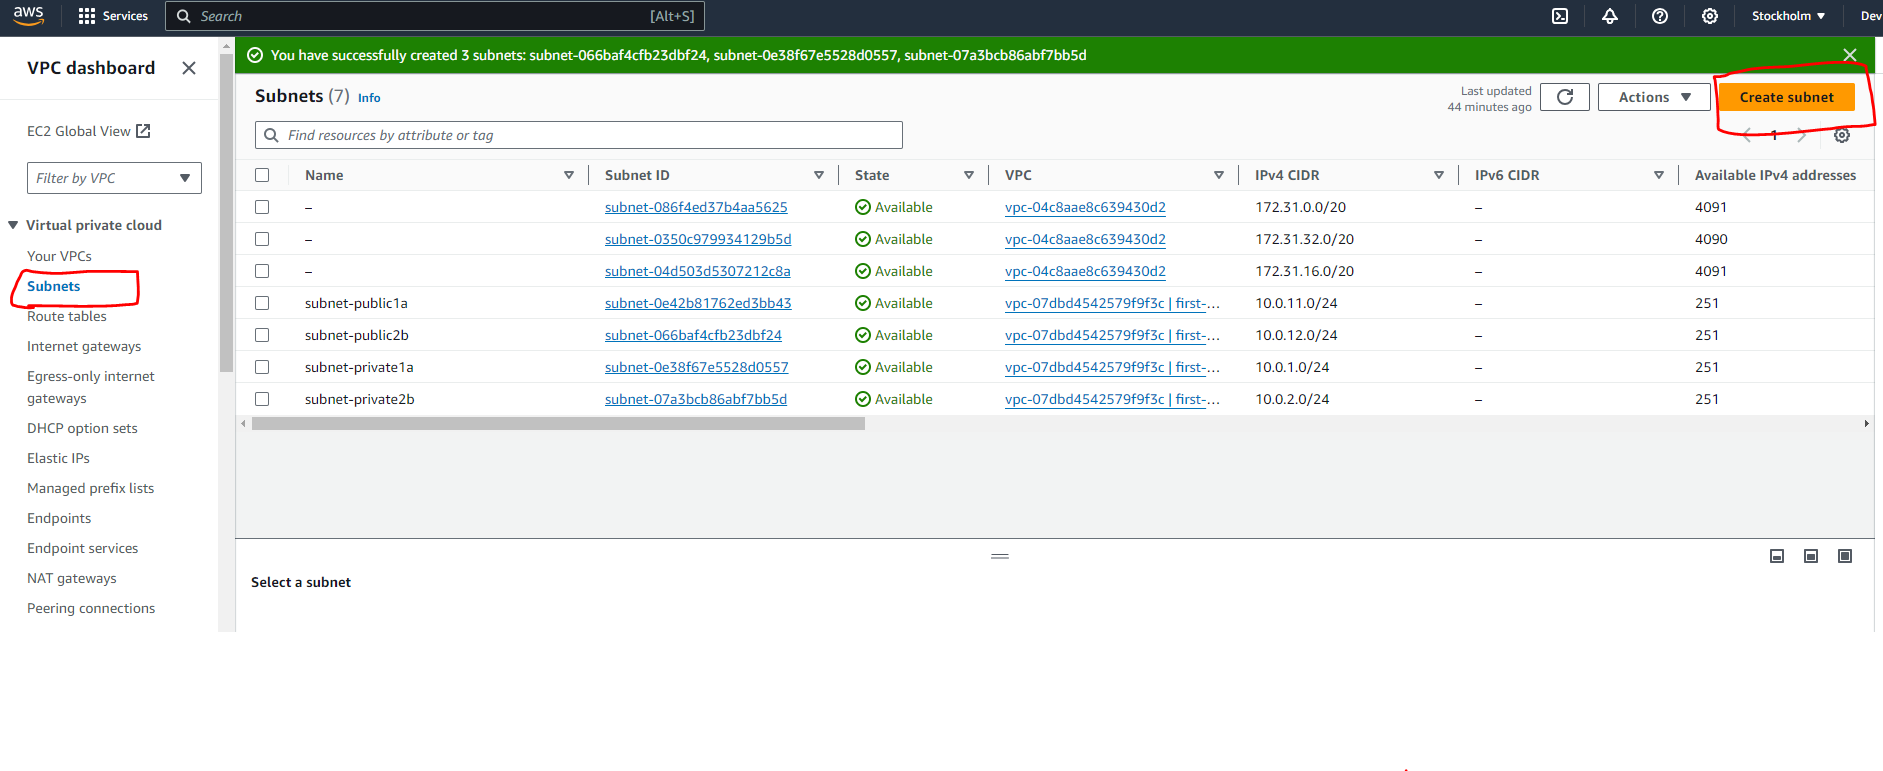 aws Services Search [Alt+S] Stockholm Dev
VPC dashboard
EC2 Global View
Filter by VPC
Virtual private cloud
Your VPCs
Subnets
Route tables
Internet gateways
Egress-only internet
gateways
DHCP option sets
Elastic IPs
Managed prefix lists
Endpoints
Endpoint services
NAT gateways
Peering connections
You have successfully created 3 subnets: subnet-066baf4cfb23dbf24, subnet-0e38f67e5528d0557, subnet-07a3bcb86abf7bb5d
Subnets (7) Info
Last updated
44 minutes ago
Actions
Create subnet
Find resources by attribute or tag
1
Name Subnet ID State VPC IPv4 CIDR IPv6 CIDR Available IPv4 addresses
– subnet-086f4ed37b4aa5625 Available vpc-04c8aae8c639430d2 172.31.0.0/20 – 4091
– subnet-0350c979934129b5d Available vpc-04c8aae8c639430d2 172.31.32.0/20 – 4090
– subnet-04d503d5307212c8a Available vpc-04c8aae8c639430d2 172.31.16.0/20 – 4091
subnet-public1a subnet-0e42b81762ed3bb43 Available vpc-07dbd4542579f9f3c | first-... 10.0.11.0/24 – 251
subnet-public2b subnet-066baf4cfb23dbf24 Available vpc-07dbd4542579f9f3c | first-... 10.0.12.0/24 – 251
subnet-private1a subnet-0e38f67e5528d0557 Available vpc-07dbd4542579f9f3c | first-... 10.0.1.0/24 – 251
subnet-private2b subnet-07a3bcb86abf7bb5d Available vpc-07dbd4542579f9f3c | first-... 10.0.2.0/24 – 251
Select a subnet